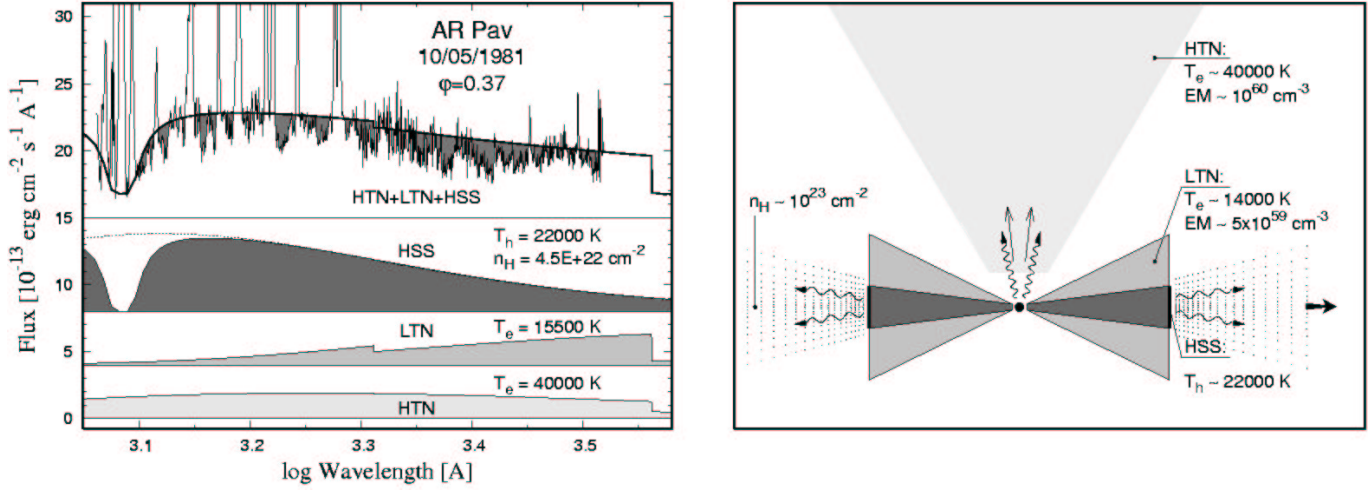 AR Pav
10/05/1981
φ=0.37
HTN+LTN+HSS
HSS
T_h = 22000 K
n_H = 4.5E+22 cm^-2
LTN
T_e = 15500 K
T_e = 40000 K
HTN
30
25
20
15
10
5
0
3.1
3.2
3.3
3.4
3.5
log Wavelength [A]
Flux [10^-13 erg cm^-2 s^-1 A^-1]
HTN:
T_e ~ 40000 K
EM ~ 10^60 cm^-3
LTN:
T_e ~ 14000 K
EM ~ 5x10^59 cm^-3
n_H ~ 10^23 cm^-2
HSS:
T_h ~ 22000 K